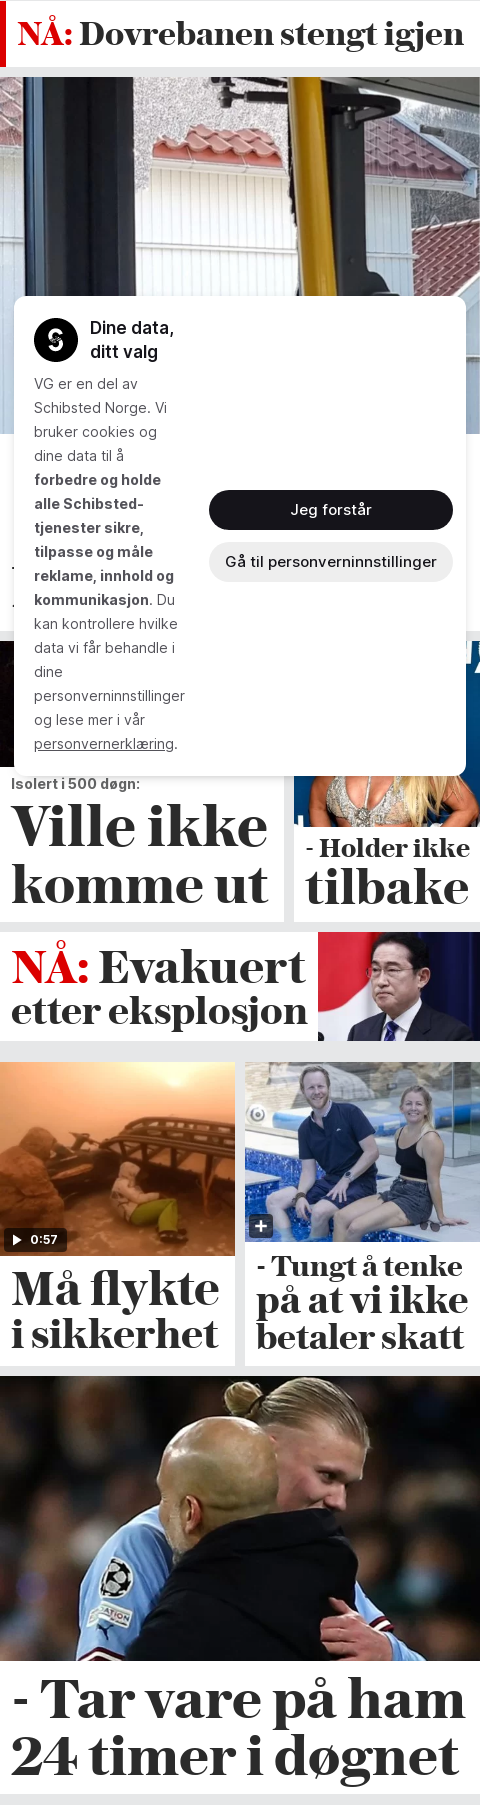 NÅ: Dovrebanen stengt igjen
Dine data,
ditt valg
VG er en del av
Schibsted Norge. Vi
bruker cookies og
dine data til å
forbedre og holde
alle Schibsted-
tjenester sikre,
tilpasse og måle
reklame, innhold og
kommunikasjon. Du
kan kontrollere hvilke
data vi får behandle i
dine
personverninnstillinger
og lese mer i vår
personvernerklæring.
Jeg forstår
Gå til personverninnstillinger
Isolert i 500 døgn:
Ville ikke
komme ut
- Holder ikke
tilbake
NÅ: Evakuert
etter eksplosjon
0:57
Må flykte
i sikkerhet
- Tungt å tenke
på at vi ikke
betaler skatt
- Tar vare på ham
24 timer i døgnet